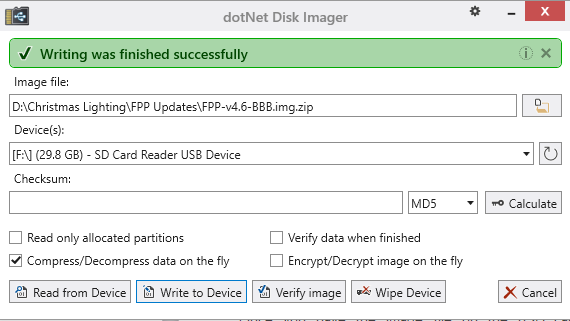 dotNet Disk Imager
Writing was finished successfully
Image file:
D:\Christmas Lighting\FPP Updates\FPP-v4.6-BBB.img.zip
Device(s):
[F:\] (29.8 GB) - SD Card Reader USB Device
Checksum:
MD5 Calculate
Read only allocated partitions Verify data when finished
Compress/Decompress data on the fly Encrypt/Decrypt image on the fly
Read from Device Write to Device Verify image Wipe Device Cancel